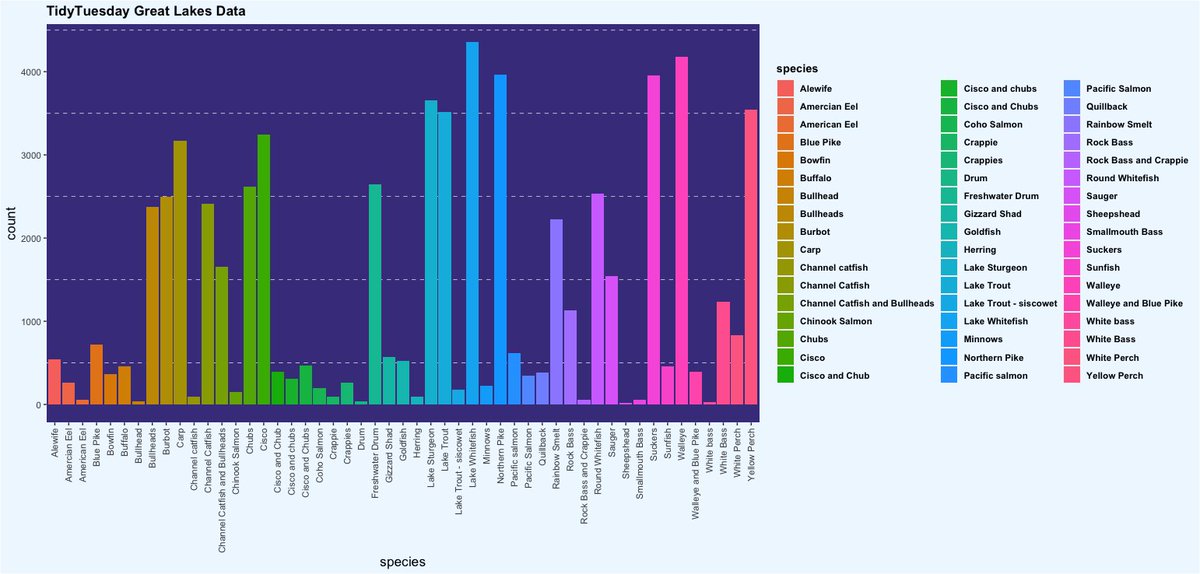 TidyTuesday Great Lakes Data
count
4000
3000
2000
1000
0
Alewife
Amercian Eel
American Eel
Blue Pike
Bowfin
Buffalo
Bullhead
Bullheads
Burbot
Carp
Channel catfish
Channel Catfish
Channel Catfish and Bullheads
Chinook Salmon
Chubs
Cisco
Cisco and Chub
Cisco and chubs
Cisco and Chubs
Coho Salmon
Crappie
Crappies
Drum
Freshwater Drum
Gizzard Shad
Goldfish
Herring
Lake Sturgeon
Lake Trout
Lake Trout - siscowet
Lake Whitefish
Minnows
Northern Pike
Pacific salmon
Pacific Salmon
Quillback
Rainbow Smelt
Rock Bass
Rock Bass and Crappie
Round Whitefish
Sauger
Sheepshead
Smallmouth Bass
Suckers
Sunfish
Walleye
Walleye and Blue Pike
White bass
White Bass
White Perch
Yellow Perch
species
species
Alewife
Amercian Eel
American Eel
Blue Pike
Bowfin
Buffalo
Bullhead
Bullheads
Burbot
Carp
Channel catfish
Channel Catfish
Channel Catfish and Bullheads
Chinook Salmon
Chubs
Cisco
Cisco and Chub
Cisco and chubs
Cisco and Chubs
Coho Salmon
Crappie
Crappies
Drum
Freshwater Drum
Gizzard Shad
Goldfish
Herring
Lake Sturgeon
Lake Trout
Lake Trout - siscowet
Lake Whitefish
Minnows
Northern Pike
Pacific salmon
Pacific Salmon
Quillback
Rainbow Smelt
Rock Bass
Rock Bass and Crappie
Round Whitefish
Sauger
Sheepshead
Smallmouth Bass
Suckers
Sunfish
Walleye
Walleye and Blue Pike
White bass
White Bass
White Perch
Yellow Perch